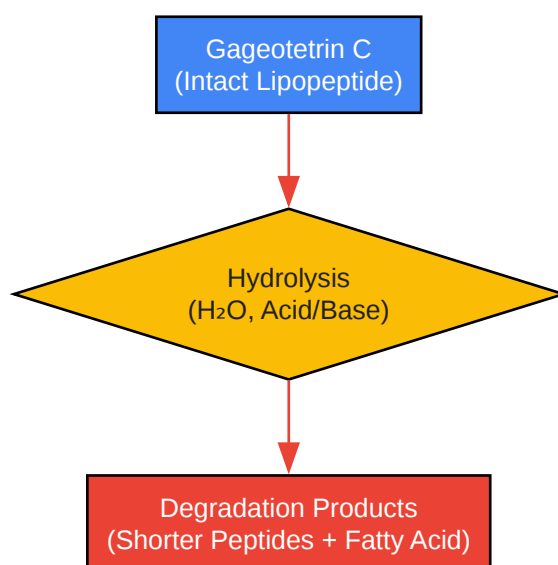 Gageotetrin C
(Intact Lipopeptide)
Hydrolysis
(H₂O, Acid/Base)
Degradation Products
(Shorter Peptides + Fatty Acid)